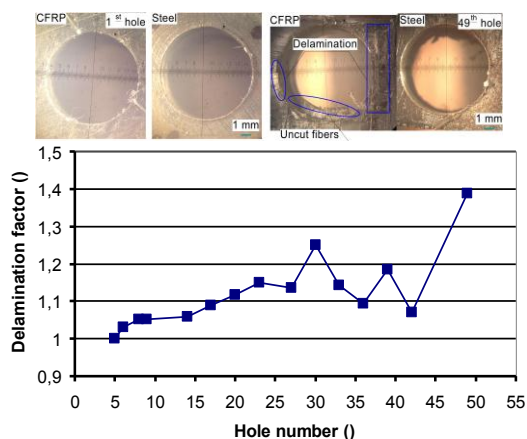 CFRP
1 st hole
Steel
1 mm
CFRP
Delamination
Uncut fibers
Steel
49th
hole
1 mm
Delamination factor ()
1,5
1,4
1,3
1,2
1,1
1
0,9
0 5 10 15 20 25 30 35 40 45 50 55
Hole number ()